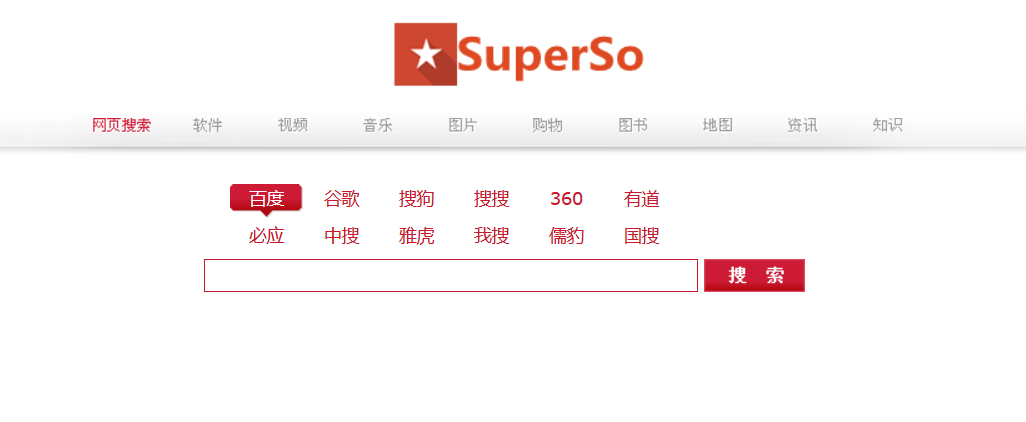 SuperSo
网页搜索 软件 视频 音乐 图片 购物 图书 地图 资讯 知识
百度 谷歌 搜狗 搜搜 360 有道
必应 中搜 雅虎 我搜 儒豹 国搜
搜 索